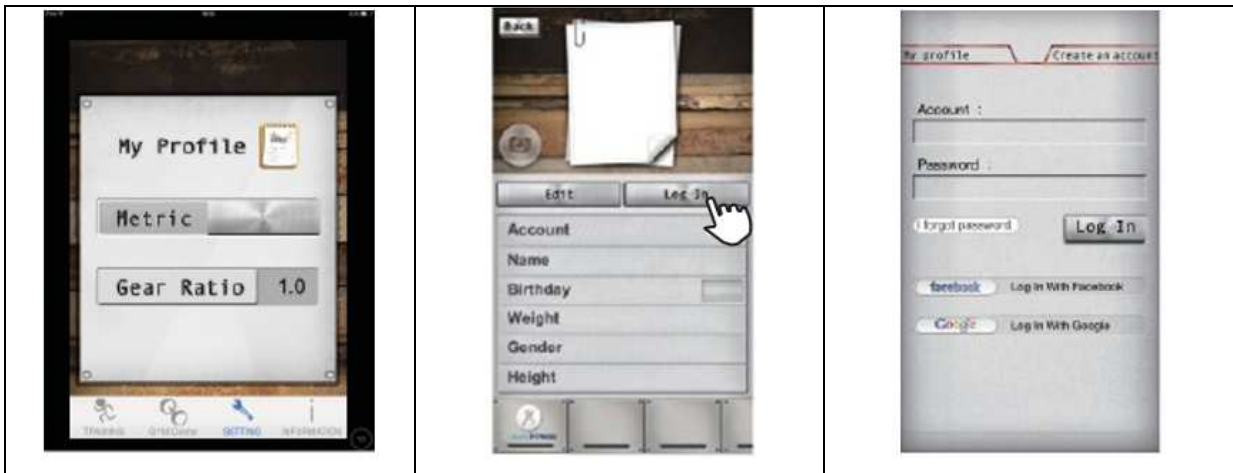 My Profile
Metric
Gear Ratio 1.0
TRAINING
SETTING
INFORMATION
Back
Edit
Log In
Account
Name
Birthday
Weight
Gender
Height
My profile
Create an account
Account :
Password :
I forgot password
Log In
facebook Log In With Facebook
Google Log In With Google